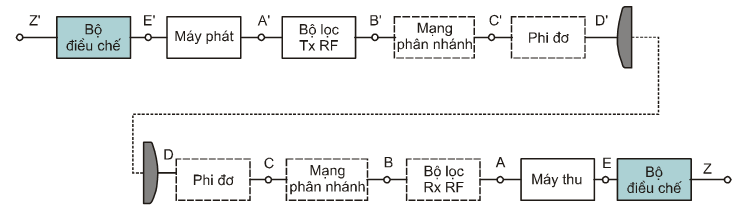 Z'
Bộ
điều chế
E'
Máy phát
A'
Bộ lọc
Tx RF
B'
Mạng
phân nhánh
C'
Phi đơ
D'
D
Phi đơ
C
Mạng
phân nhánh
B
Bộ lọc
Rx RF
A
Máy thu
E
Bộ
điều chế
Z